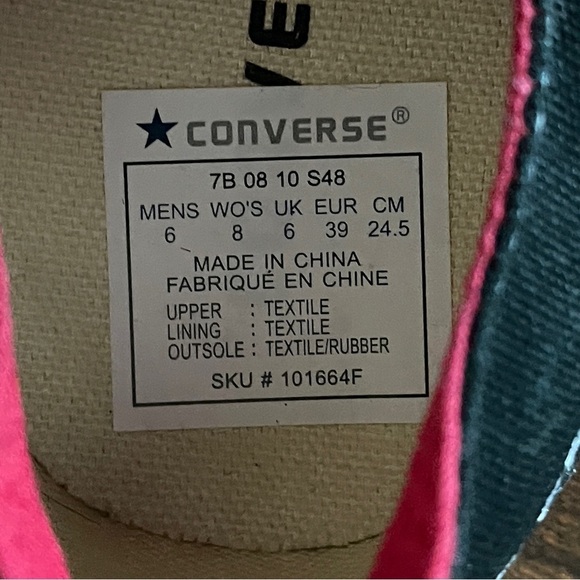 VE
CONVERSE®
7B 08 10 S48
MENS WO'S UK EUR CM
6 8 6 39 24.5
MADE IN CHINA
FABRIQUÉ EN CHINE
UPPER : TEXTILE
LINING : TEXTILE
OUTSOLE : TEXTILE/RUBBER
SKU # 101664F